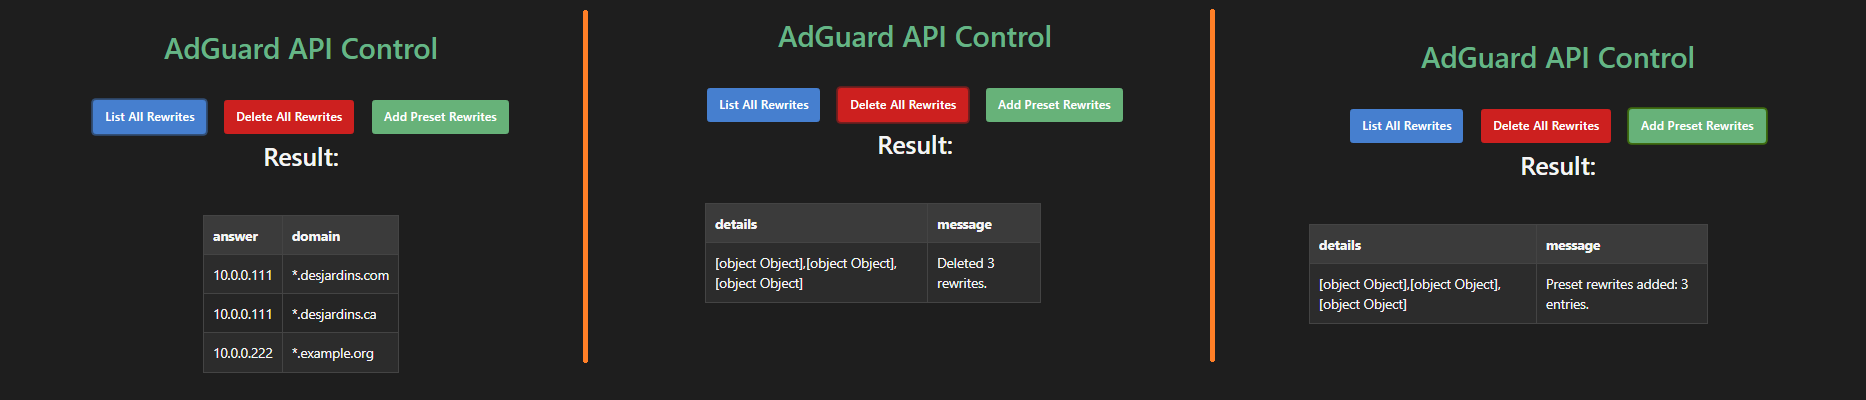 AdGuard API Control
List All Rewrites Delete All Rewrites Add Preset Rewrites
Result:
answer domain
10.0.0.111 *.desjardins.com
10.0.0.111 *.desjardins.ca
10.0.0.222 *.example.org
AdGuard API Control
List All Rewrites Delete All Rewrites Add Preset Rewrites
Result:
details message
[object Object],[object Object], Deleted 3
[object Object] rewrites.
AdGuard API Control
List All Rewrites Delete All Rewrites Add Preset Rewrites
Result:
details message
[object Object],[object Object], Preset rewrites added: 3
[object Object] entries.